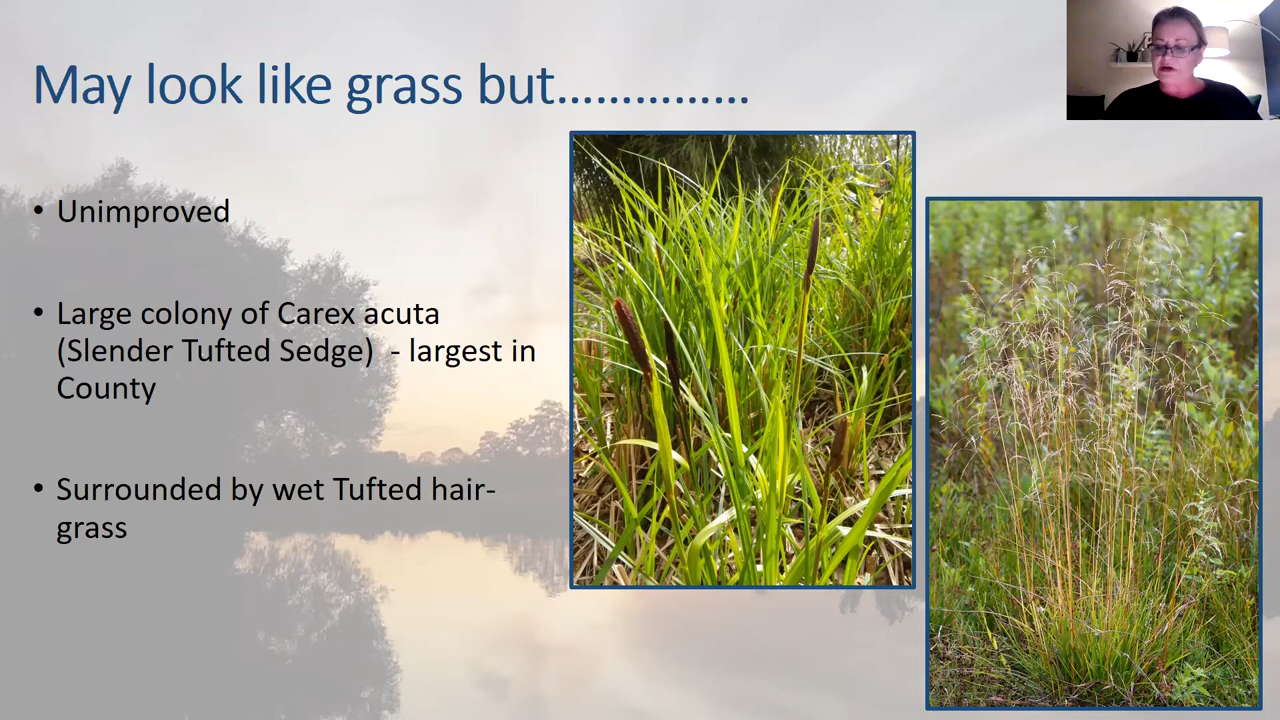 May look like grass but……………
• Unimproved
• Large colony of Carex acuta
(Slender Tufted Sedge)  - largest in
County
• Surrounded by wet Tufted hair-
grass